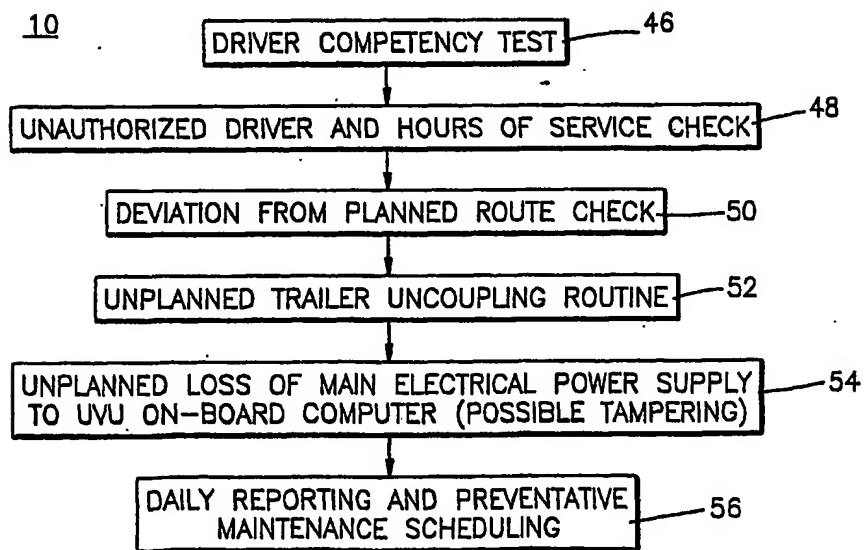 10
DRIVER COMPETENCY TEST
46
UNAUTHORIZED DRIVER AND HOURS OF SERVICE CHECK
48
DEVIATION FROM PLANNED ROUTE CHECK
50
UNPLANNED TRAILER UNCOUPLING ROUTINE
52
UNPLANNED LOSS OF MAIN ELECTRICAL POWER SUPPLY
TO UVU ON-BOARD COMPUTER (POSSIBLE TAMPERING)
54
DAILY REPORTING AND PREVENTATIVE
MAINTENANCE SCHEDULING
56